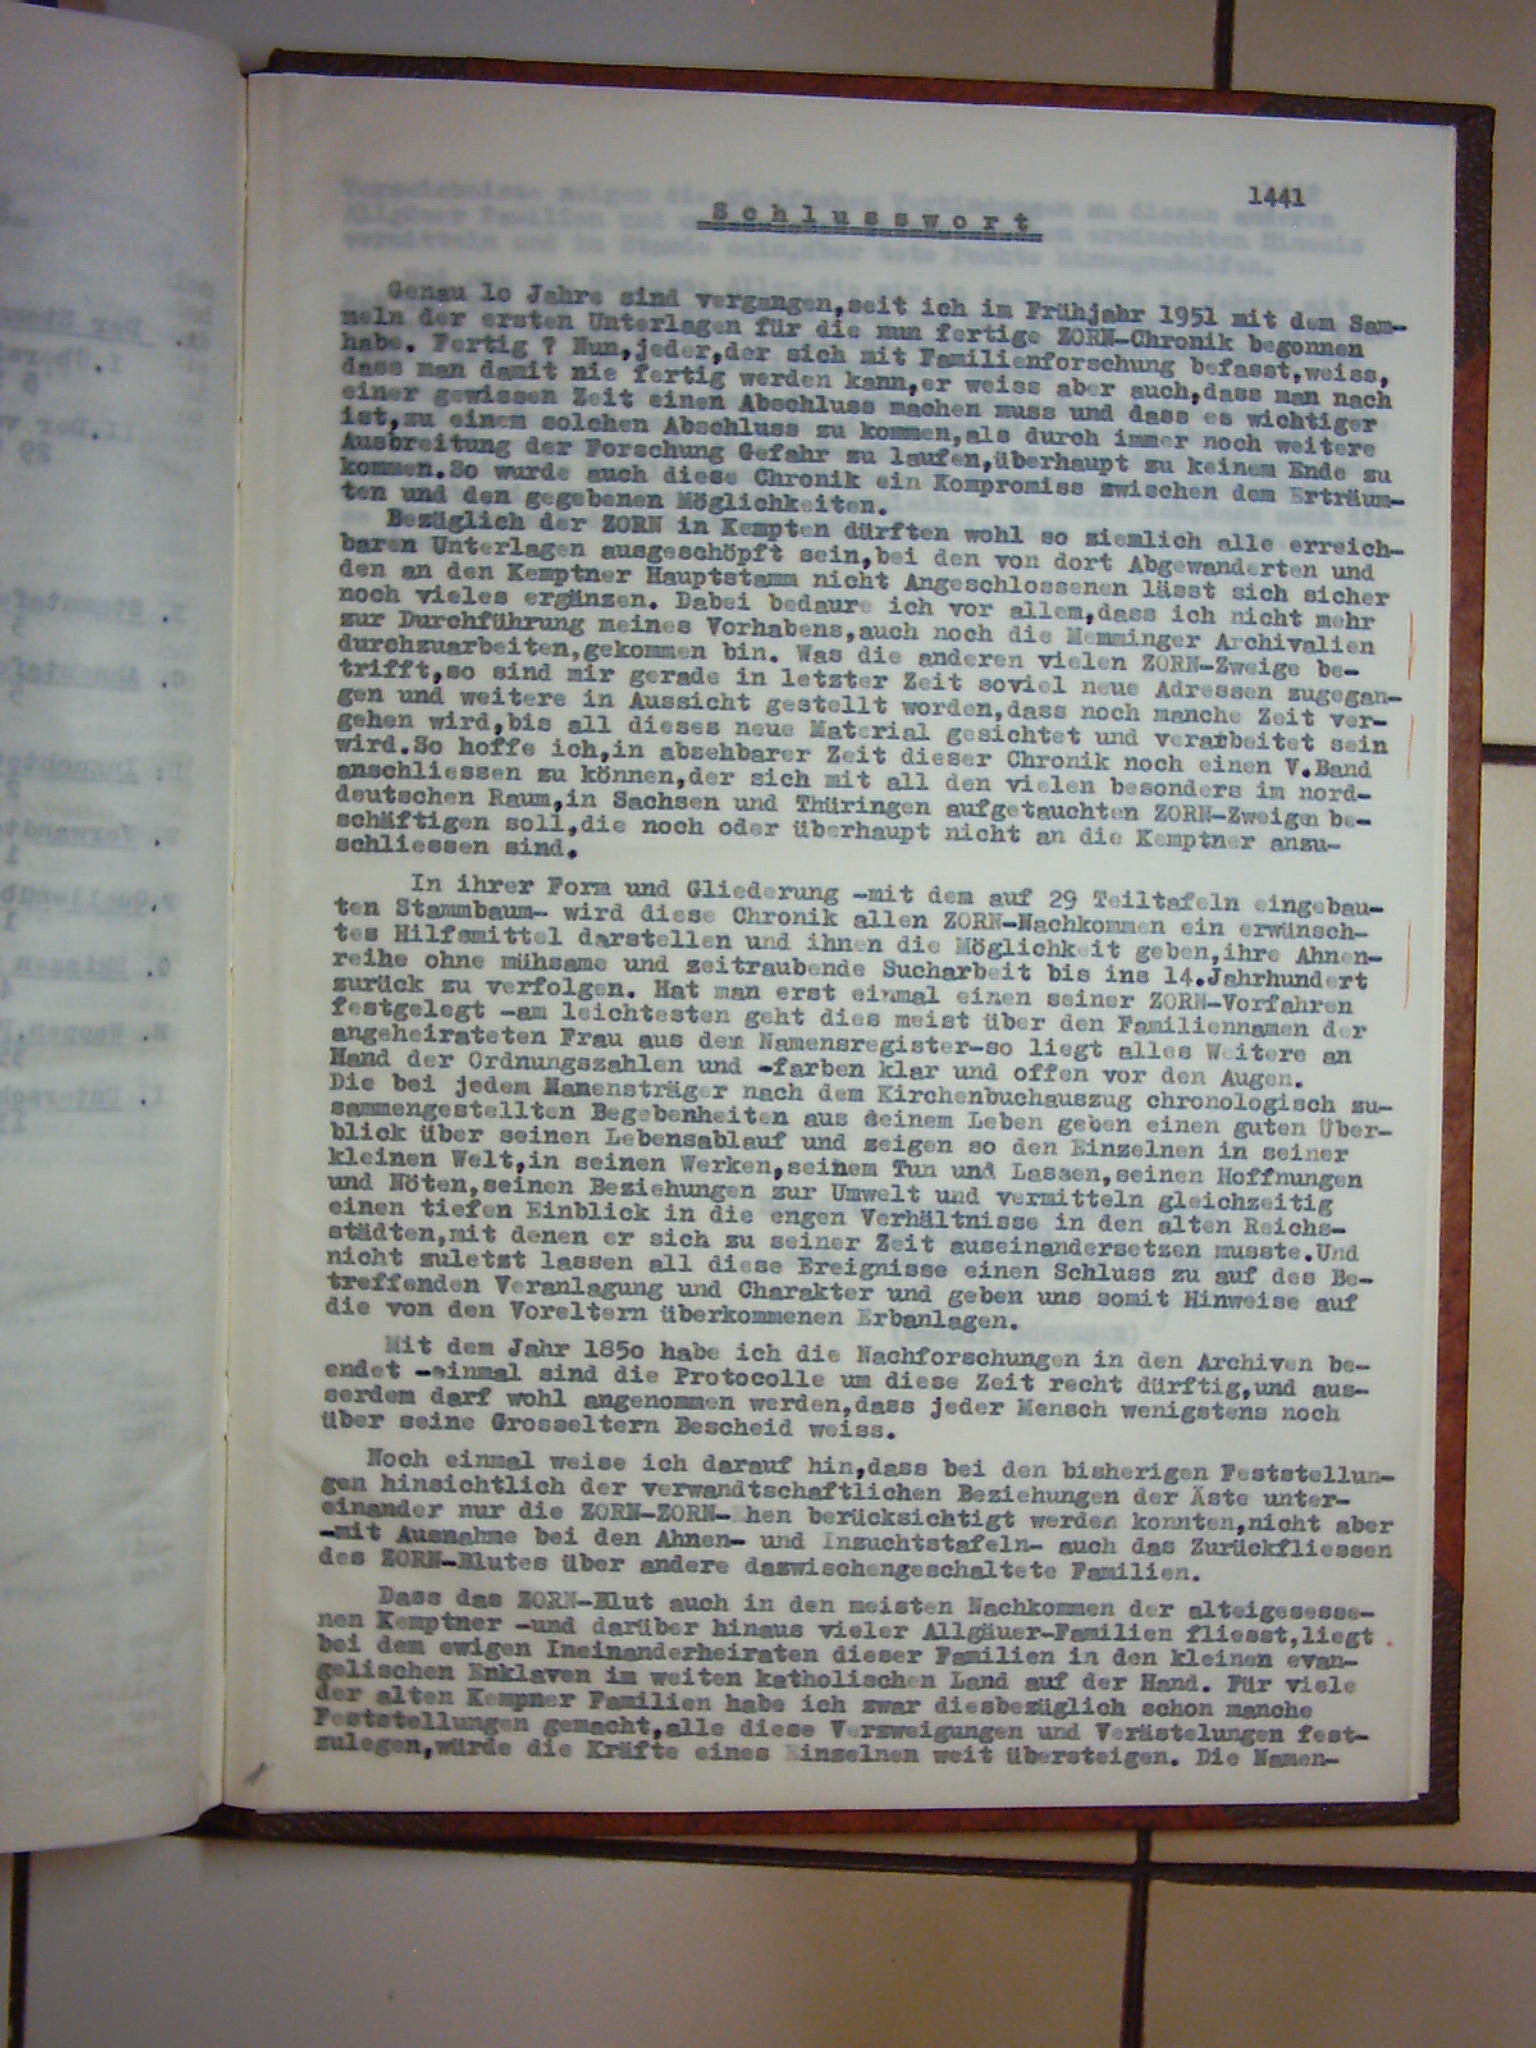 1441
Schlusswort
Genau 1o Jahre sind vergangen,seit ich im Frühjahr 1951 mit dem Sam-
meln der ersten Unterlagen für die nun fertige ZORN-Chronik begonnen
habe. Fertig ? Nun,jeder,der sich mit Familienforschung befasst,weiss,
dass man damit nie fertig werden kann,er weiss aber auch,dass man nach
einer gewissen Zeit einen Abschluss machen muss und dass es wichtiger
ist,zu einem solchen Abschluss zu kommen,als durch immer noch weitere
Ausbreitung der Forschung Gefahr zu laufen,überhaupt zu keinem Ende zu
kommen.So wurde auch diese Chronik ein Kompromiss zwischen dem Erträum-
ten und den gegebenen Möglichkeiten.
Bezüglich der ZORN in Kempten dürften wohl so ziemlich alle erreich-
baren Unterlagen ausgeschöpft sein,bei den von dort Abgewanderten und
den an den Kemptner Hauptstamm nicht Angeschlossenen lässt sich sicher
noch vieles ergänzen. Dabei bedaure ich vor allem,dass ich nicht mehr
zur Durchführung meines Vorhabens,auch noch die Memminger Archivalien
durchzuarbeiten,gekommen bin. Was die anderen vielen ZORN-Zweige be-
trifft,so sind mir gerade in letzter Zeit soviel neue Adressen zugegan-
gen und weitere in Aussicht gestellt worden,dass noch manche Zeit ver-
gehen wird,bis all dieses neue Material gesichtet und verarbeitet sein
wird.So hoffe ich,in absehbarer Zeit dieser Chronik noch einen V.Band
anschliessen zu können,der sich mit all den vielen besonders im nord-
deutschen Raum,in Sachsen und Thüringen aufgetauchten ZORN-Zweigen be-
schäftigen soll,die noch oder überhaupt nicht an die Kemptner anzu-
schliessen sind.
In ihrer Form und Gliederung -mit dem auf 29 Teiltafeln eingebau-
ten Stammbaum- wird diese Chronik allen ZORN-Nachkommen ein erwünsch-
tes Hilfsmittel darstellen und ihnen die Möglichkeit geben,ihre Ahnen-
reihe ohne mühsame und zeitraubende Sucharbeit bis ins 14.Jahrhundert
zurück zu verfolgen. Hat man erst einmal einen seiner ZORN-Vorfahren
festgelegt -am leichtesten geht dies meist über den Familiennamen der
angeheirateten Frau aus dem Namensregister-so liegt alles Weitere an
Hand der Ordnungszahlen und -farben klar und offen vor den Augen.
Die bei jedem Namensträger nach dem Kirchenbuchauszug chronologisch zu-
sammengestellten Begebenheiten aus seinem Leben geben einen guten Über-
blick über seinen Lebensablauf und zeigen so den Einzelnen in seiner
kleinen Welt,in seinen Werken,seinem Tun und Lassen,seinen Hoffnungen
und Nöten,seinen Beziehungen zur Umwelt und vermitteln gleichzeitig
einen tiefen Einblick in die engen Verhältnisse in den alten Reichs-
städten,mit denen er sich zu seiner Zeit auseinandersetzen musste.Und
nicht zuletzt lassen all diese Ereignisse einen Schluss zu auf des Be-
treffenden Veranlagung und Charakter und geben uns somit Hinweise auf
die von den Voreltern überkommenen Erbanlagen.
Mit dem Jahr 185o habe ich die Nachforschungen in den Archiven be-
endet -einmal sind die Protocolle um diese Zeit recht dürftig,und aus-
serdem darf wohl angenommen werden,dass jeder Mensch wenigstens noch
über seine Grosseltern Bescheid weiss.
Noch einmal weise ich darauf hin,dass bei den bisherigen Feststellun-
gen hinsichtlich der verwandtschaftlichen Beziehungen der Äste unter-
einander nur die ZORN-ZORN-Ehen berücksichtigt werden konnten,nicht aber
-mit Ausnahme bei den Ahnen- und Inzuchtstafeln- auch das Zurückfliessen
des ZORN-Blutes über andere dazwischengeschaltete Familien.
Dass das ZORN-Blut auch in den meisten Nachkommen der alteigesesse-
nen Kemptner -und darüber hinaus vieler Allgäuer-Familien fliesst,liegt
bei dem ewigen Ineinanderheiraten dieser Familien in den kleinen evan-
gelischen Enklaven im weiten katholischen Land auf der Hand. Für viele
der alten Kempner Familien habe ich zwar diesbezüglich schon manche
Feststellungen gemacht,alle diese Verzweigungen und Verästelungen fest-
zulegen,würde die Kräfte eines Einzelnen weit übersteigen. Die Namen-